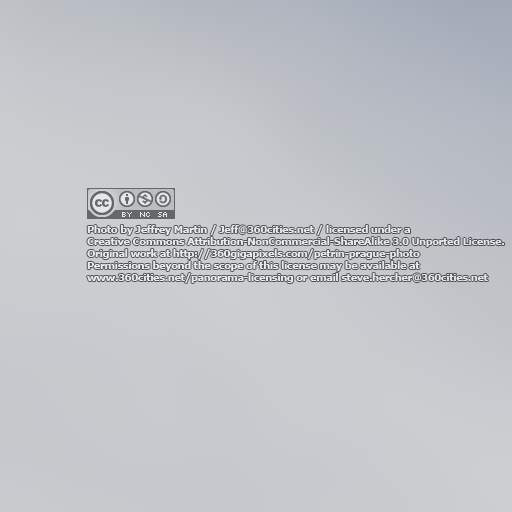 cc BY NC SA
Photo by Jeffrey Martin / Jeff@360cities.net / licensed under a
Creative Commons Attribution-NonCommercial-ShareAlike 3.0 Unported License.
Original work at http://360gigapixels.com/petrin-prague-photo
Permissions beyond the scope of this license may be available at
www.360cities.net/panorama-licensing or email steve.hercher@360cities.net